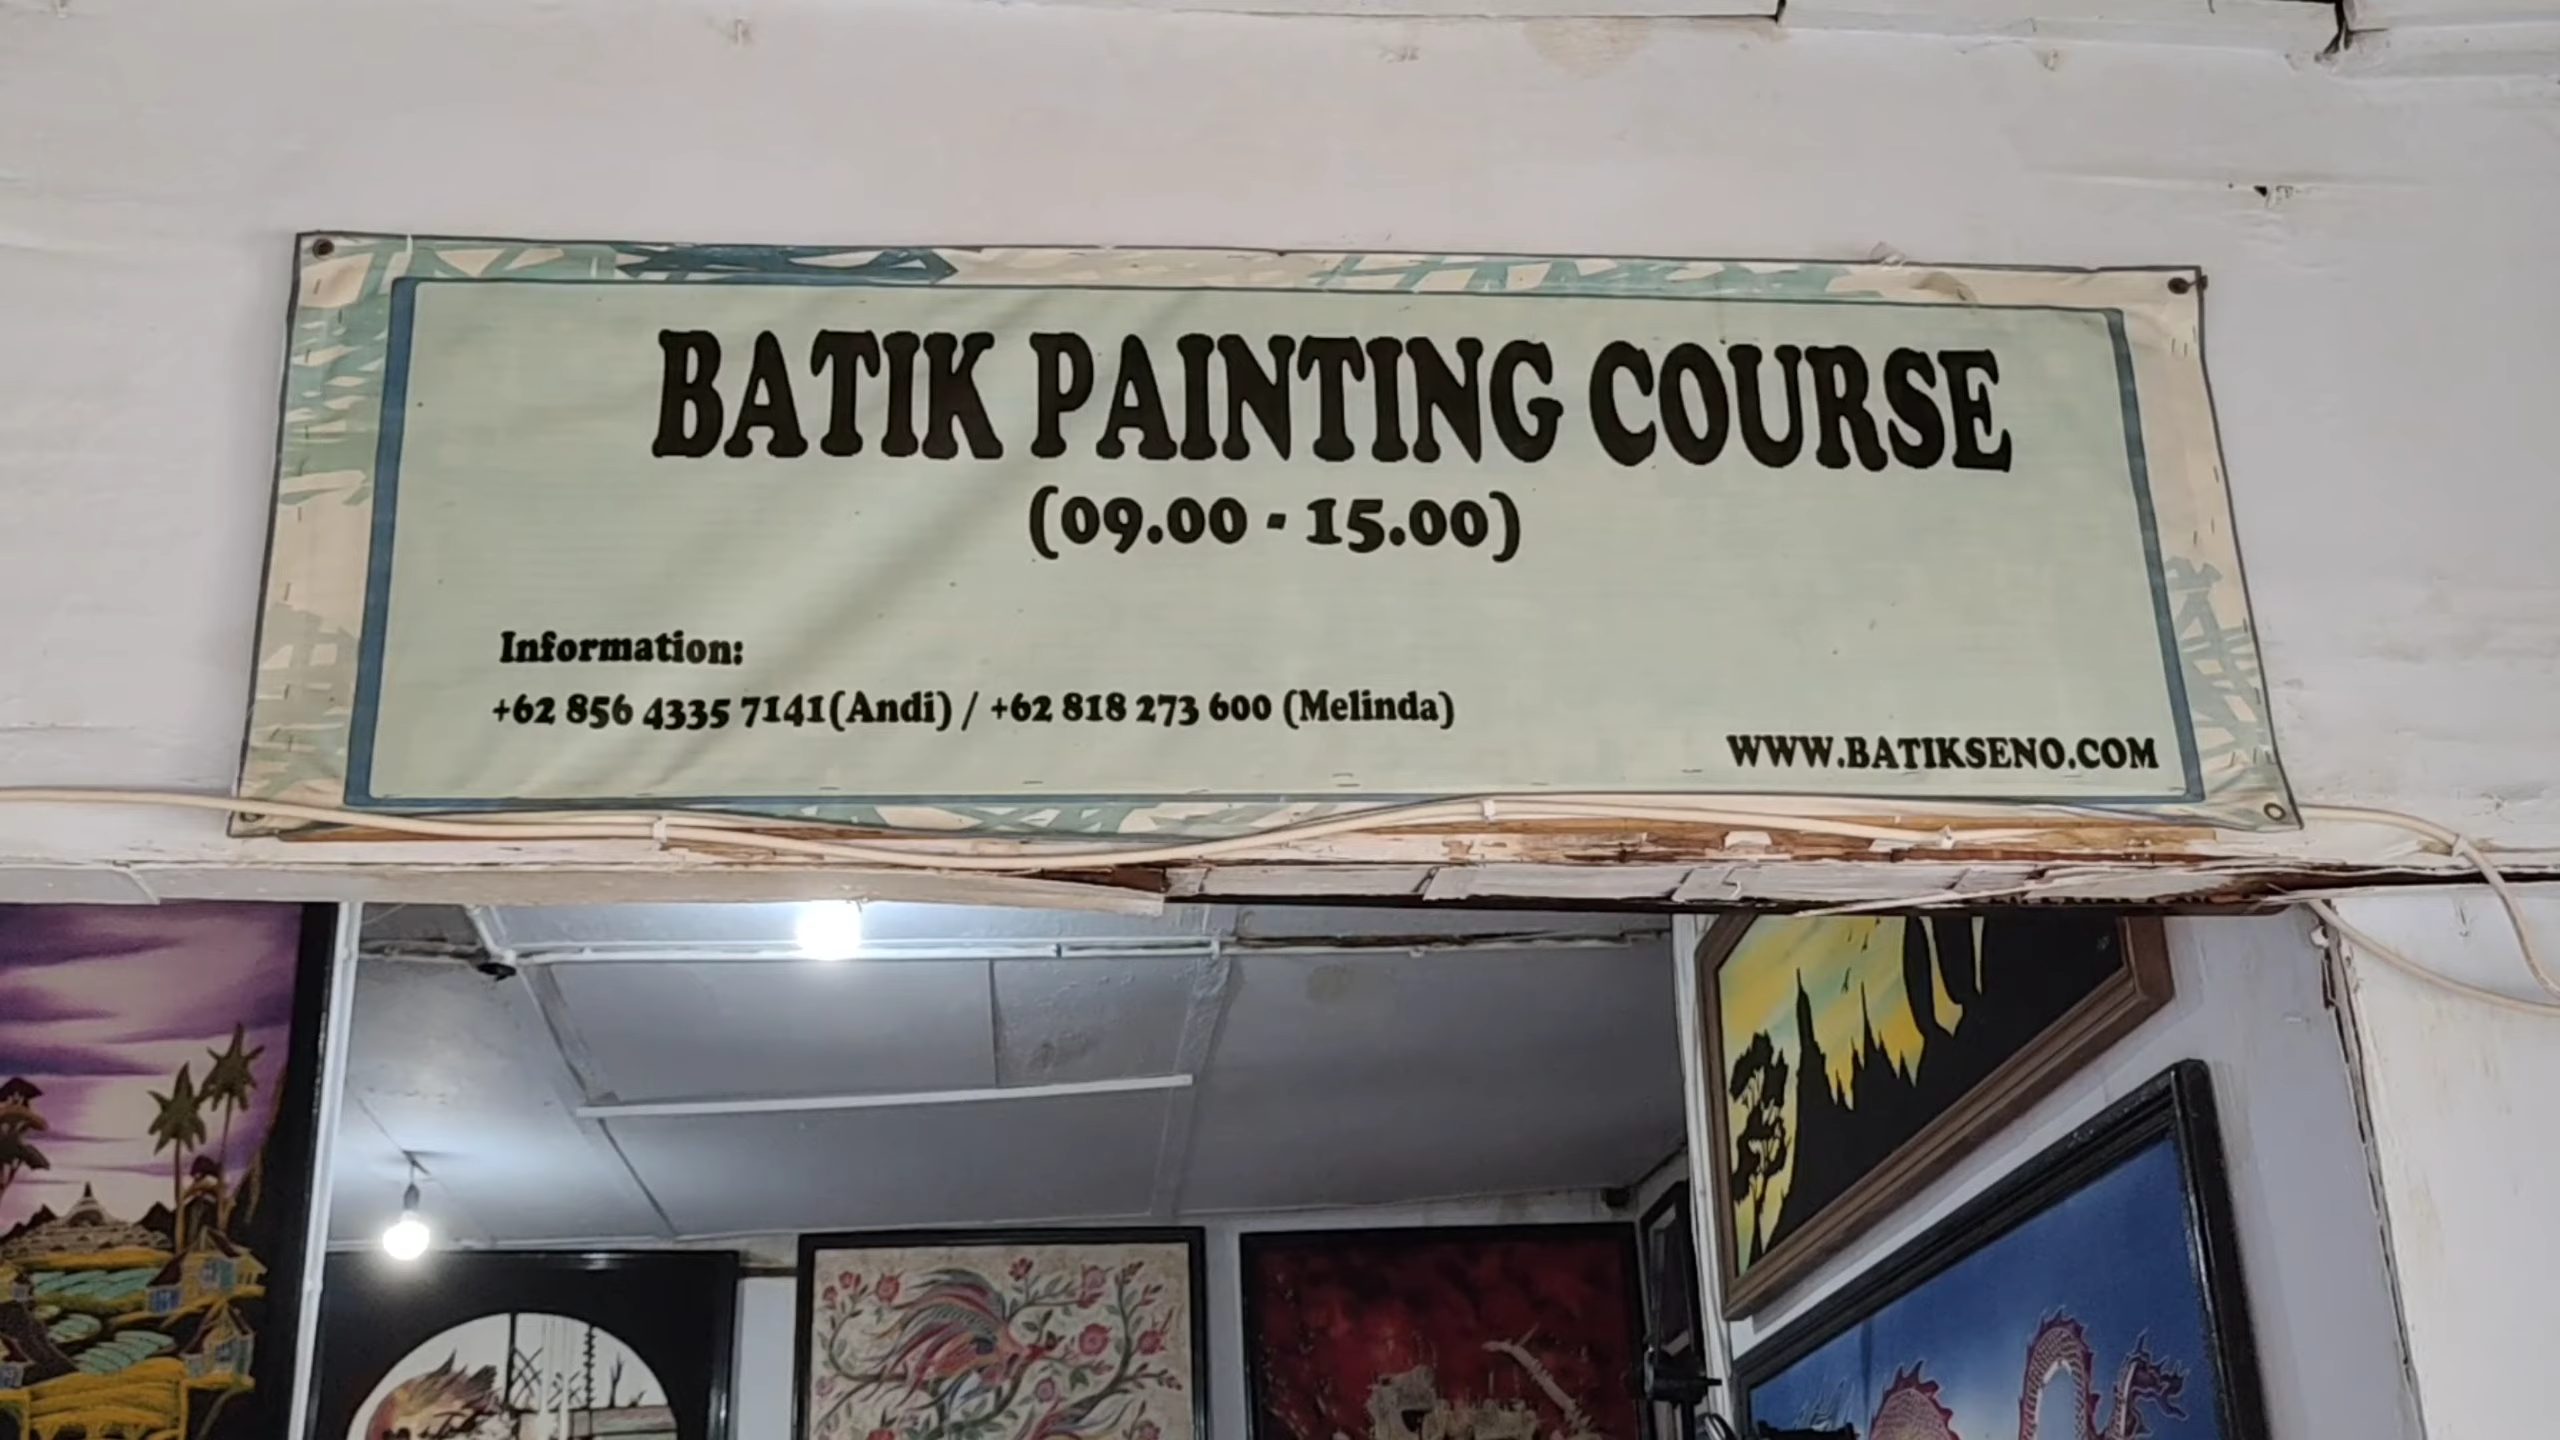 BATIK PAINTING COURSE
(09.00 - 15.00)
Information:
+62 856 4335 7141(Andi) / +62 818 273 600 (Melinda)
WWW.BATIKSENO.COM